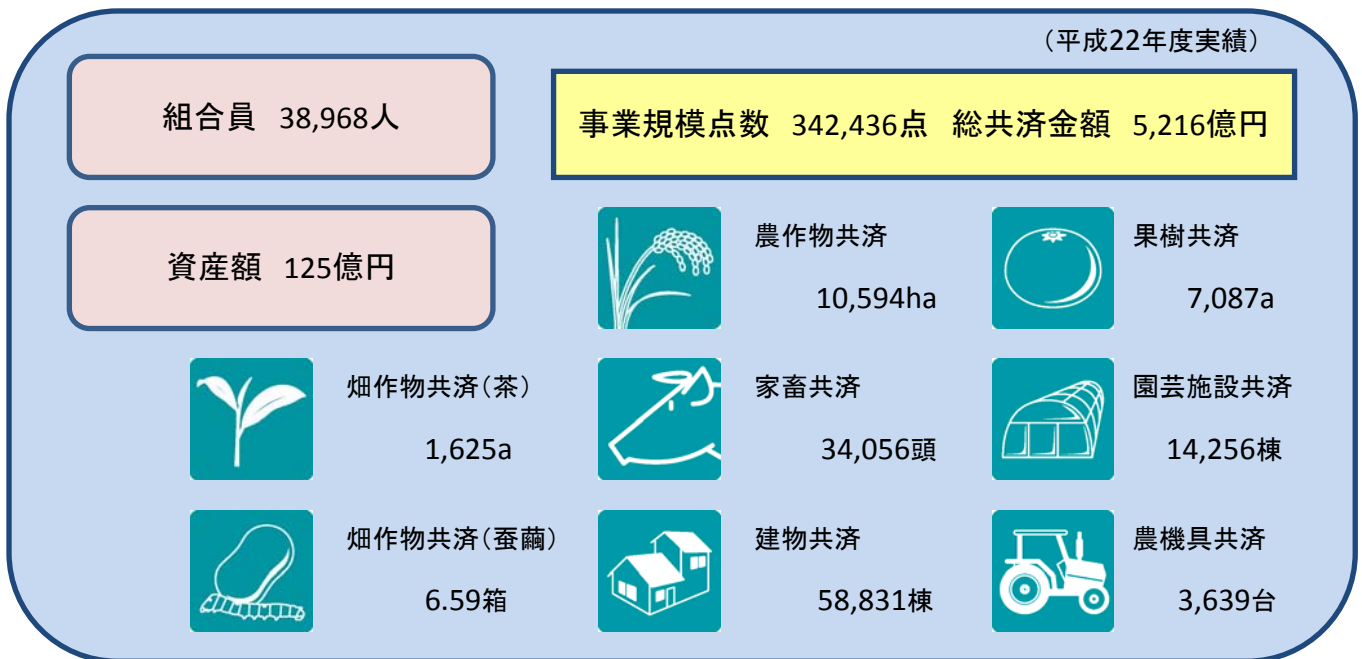 （平成22年度実績）
組合員 38,968人
事業規模点数 342,436点 総共済金額 5,216億円
資産額 125億円
農作物共済
10,594ha
果樹共済
7,087a
畑作物共済（茶）
1,625a
家畜共済
34,056頭
園芸施設共済
14,256棟
畑作物共済（蚕繭）
6.59箱
建物共済
58,831棟
農機具共済
3,639台